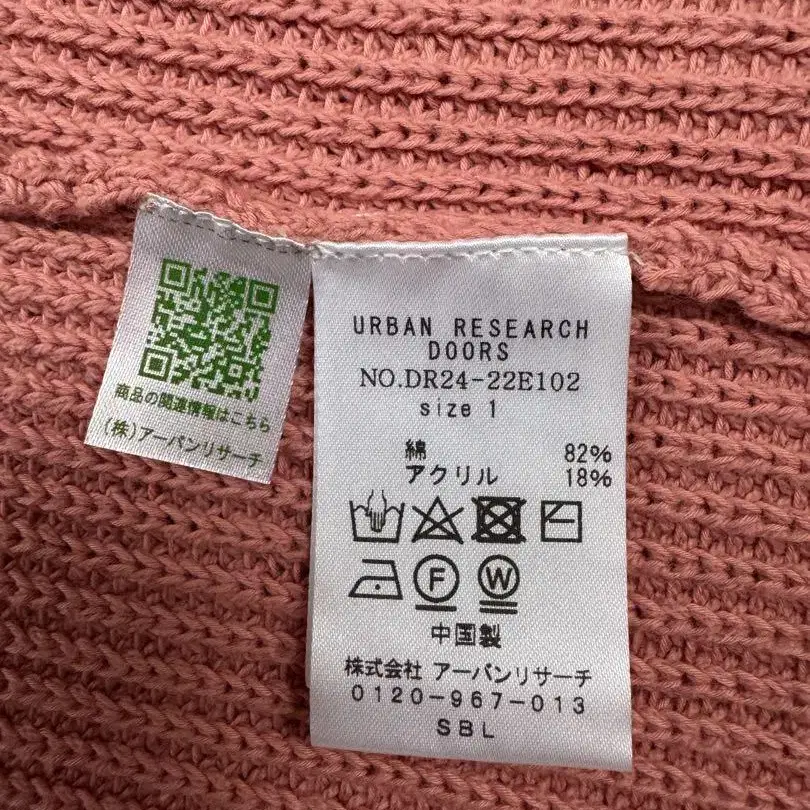 商品の関連情報はこちら
(株)アーバンリサーチ
URBAN RESEARCH
DOORS
NO.DR24-22E102
size 1
綿 82%
アクリル 18%
F W
中国製
株式会社 アーバンリサーチ
0120-967-013
SBL